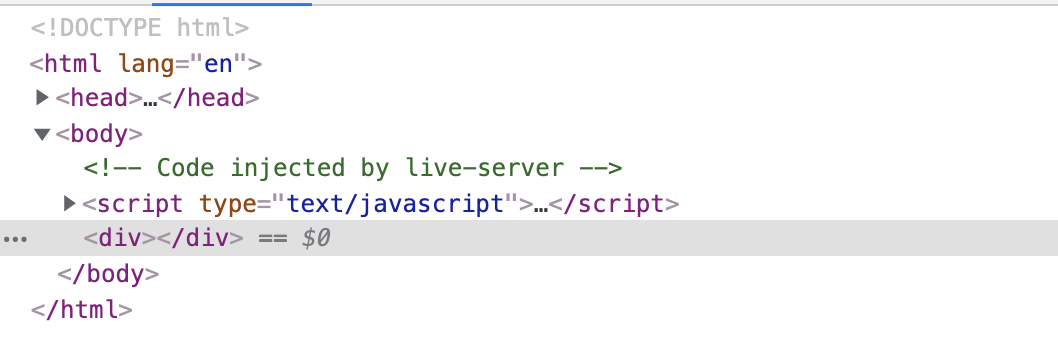 <!DOCTYPE html>
<html lang="en">
<head>…</head>
<body>
<!-- Code injected by live-server -->
<script type="text/javascript">…</script>
<div></div> == $0
</body>
</html>